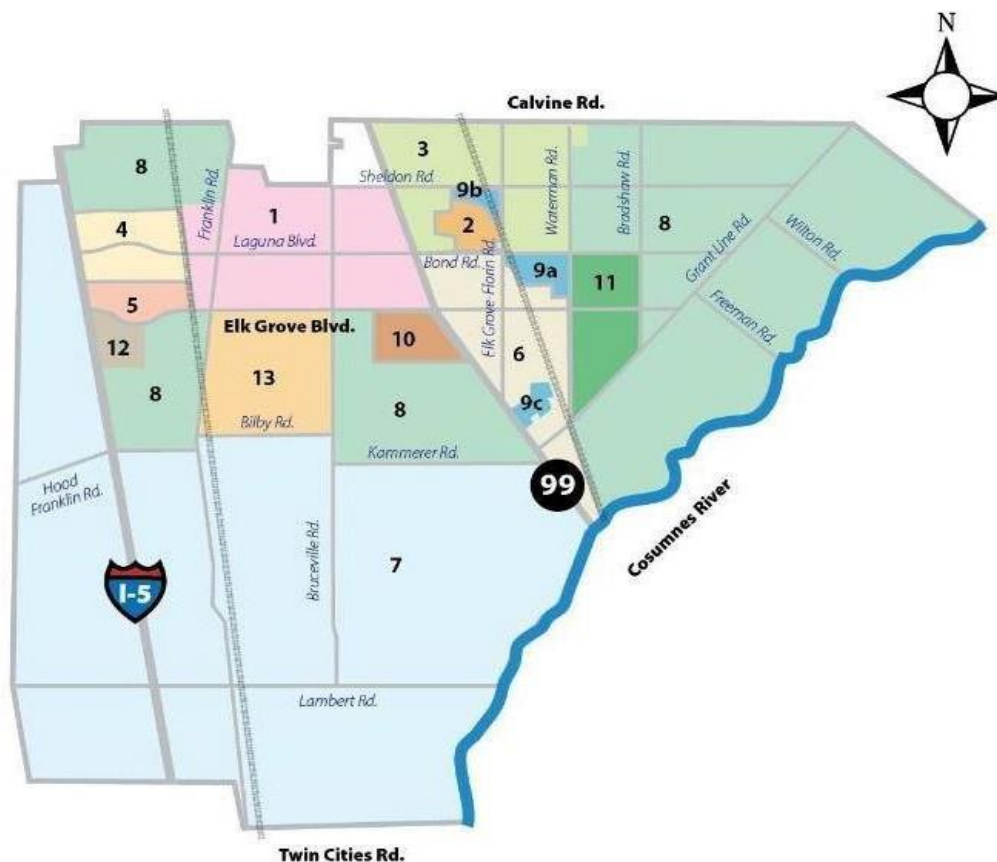 N
Calvine Rd.
3
8
Sheldon Rd.
Franklin Rd.
Waterman Rd.
Bradshaw Rd.
9b
1
2
4
8
Wilton Rd.
Laguna Blvd.
Grant Line Rd.
Bond Rd.
Elk Grove Florin Rd.
9a
11
5
Freeman Rd.
Elk Grove Blvd.
10
12
6
13
8
8
9c
Bilby Rd.
Kammerer Rd.
99
Hood
Franklin Rd.
Cosumnes River
Bruceville Rd.
7
I-5
Lambert Rd.
Twin Cities Rd.